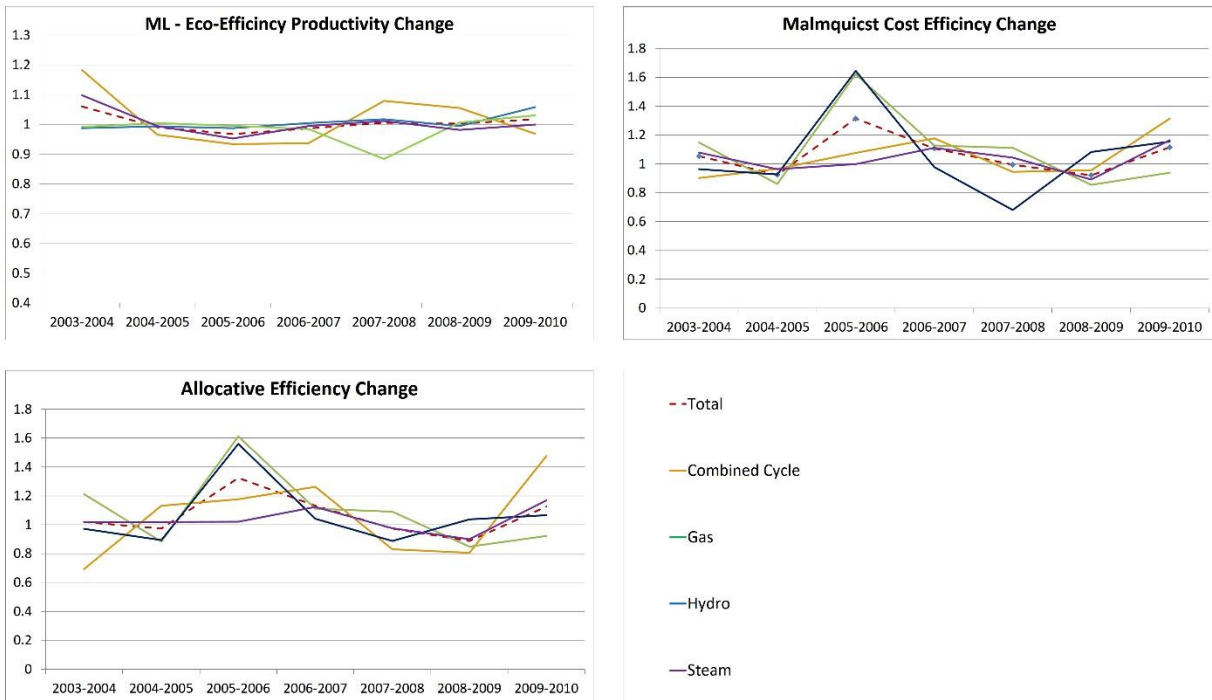 ML - Eco-Efficincy Productivity Change
1.3
1.2
1.1
1
0.9
0.8
0.7
0.6
0.5
0.4
2003-2004 2004-2005 2005-2006 2006-2007 2007-2008 2008-2009 2009-2010
Malmquicst Cost Efficincy Change
1.8
1.6
1.4
1.2
1
0.8
0.6
0.4
0.2
0
2003-2004 2004-2005 2005-2006 2006-2007 2007-2008 2008-2009 2009-2010
Allocative Efficiency Change
1.8
1.6
1.4
1.2
1
0.8
0.6
0.4
0.2
0
2003-2004 2004-2005 2005-2006 2006-2007 2007-2008 2008-2009 2009-2010
Total
Combined Cycle
Gas
Hydro
Steam